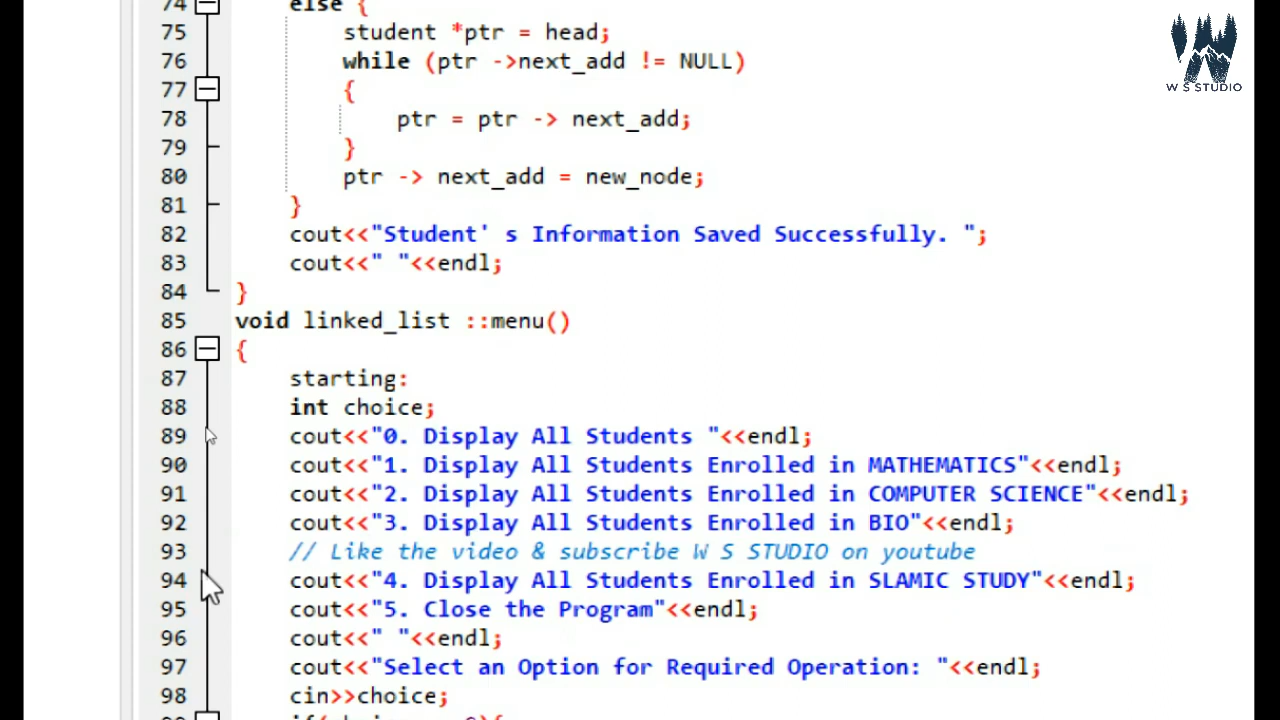 74 else {
75 student *ptr = head;
W S STUDIO
76 while (ptr ->next_add != NULL)
77 {
78 ptr = ptr -> next_add;
79 }
80 ptr -> next_add = new_node;
81 }
82 cout<<"Student' s Information Saved Successfully. ";
83 cout<<" "<<endl;
84 }
85 void linked_list ::menu()
86 {
87 starting:
88 int choice;
89 cout<<"0. Display All Students "<<endl;
90 cout<<"1. Display All Students Enrolled in MATHEMATICS"<<endl;
91 cout<<"2. Display All Students Enrolled in COMPUTER SCIENCE"<<endl;
92 cout<<"3. Display All Students Enrolled in BIO"<<endl;
93 // Like the video & subscribe W S STUDIO on youtube
94 cout<<"4. Display All Students Enrolled in SLAMIC STUDY"<<endl;
95 cout<<"5. Close the Program"<<endl;
96 cout<<" "<<endl;
97 cout<<"Select an Option for Required Operation: "<<endl;
98 cin>>choice;